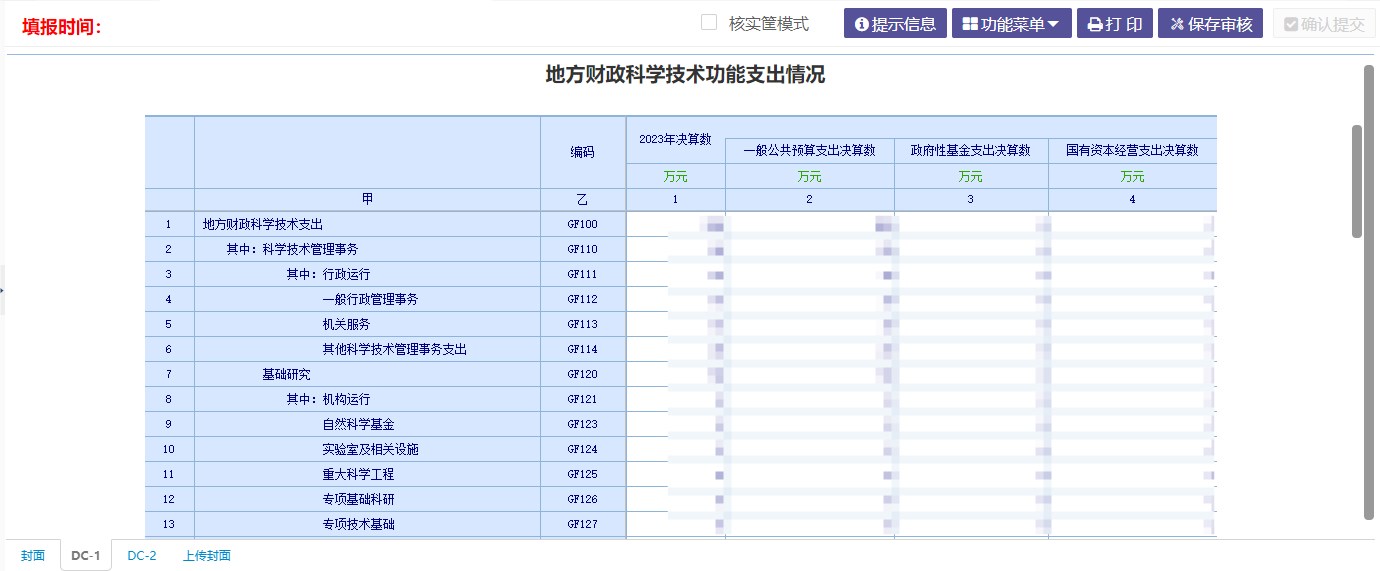 填报时间：
核实筐模式 提示信息 功能菜单 打 印 保存审核 确认提交
地方财政科学技术功能支出情况
编码 2023年决算数 一般公共预算支出决算数 政府性基金支出决算数 国有资本经营支出决算数
万元 万元 万元 万元
甲 乙 1 2 3 4
1 地方财政科学技术支出 GF100
2 其中：科学技术管理事务 GF110
3 其中：行政运行 GF111
4 一般行政管理事务 GF112
5 机关服务 GF113
6 其他科学技术管理事务支出 GF114
7 基础研究 GF120
8 其中：机构运行 GF121
9 自然科学基金 GF123
10 实验室及相关设施 GF124
11 重大科学工程 GF125
12 专项基础科研 GF126
13 专项技术基础 GF127
封面 DC-1 DC-2 上传封面